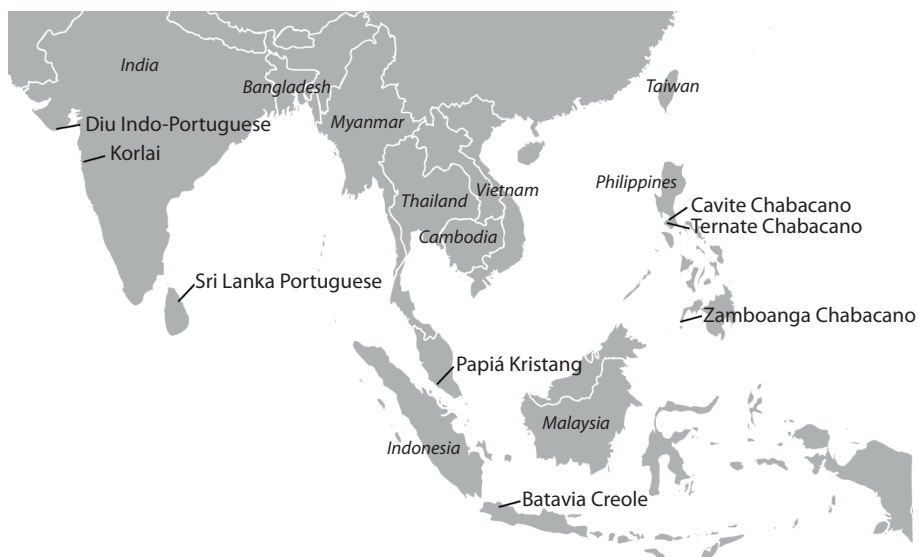 India
Bangladesh
Taiwan
Diu Indo-Portuguese
Myanmar
Korlai
Thailand
Vietnam
Philippines
Cavite Chabacano
Ternate Chabacano
Cambodia
Sri Lanka Portuguese
Zamboanga Chabacano
Papiá Kristang
Malaysia
Indonesia
Batavia Creole